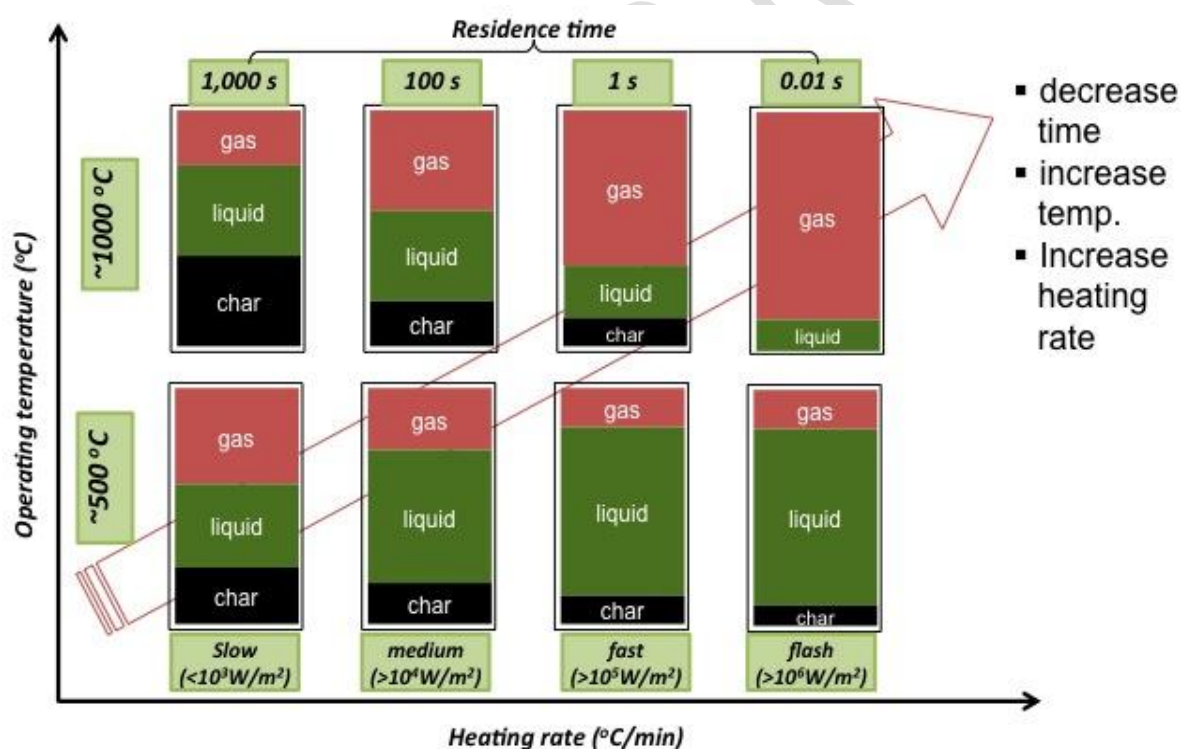 Residence time
1,000 s
100 s
1 s
0.01 s
▪ decrease
time
▪ increase
temp.
▪ Increase
heating
rate
Operating temperature (°C)
~1000°C
gas
liquid
char
gas
liquid
char
gas
liquid
char
gas
liquid
~500°C
gas
liquid
char
gas
liquid
char
gas
liquid
char
gas
liquid
char
Slow
(<10³W/m²)
medium
(>10⁴W/m²)
fast
(>10⁵W/m²)
flash
(>10⁶W/m²)
Heating rate (°C/min)